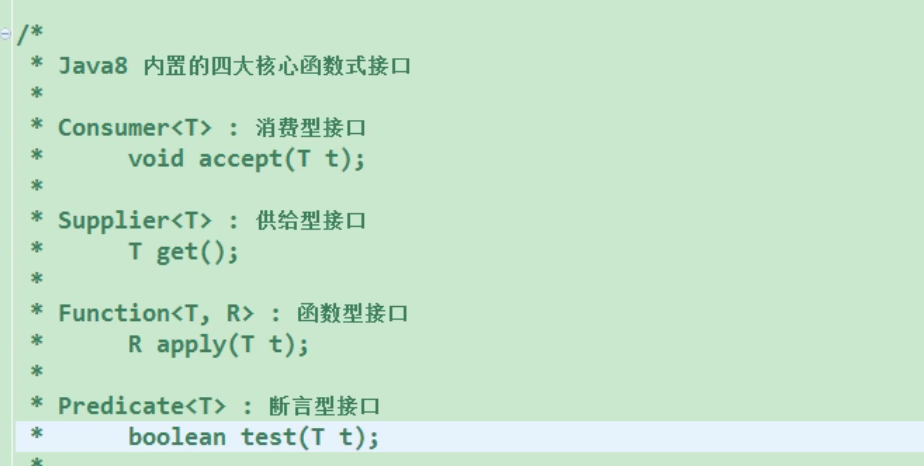 /*
 * Java8 内置的四大核心函数式接口
 *
 * Consumer<T> : 消费型接口
 *      void accept(T t);
 *
 * Supplier<T> : 供给型接口
 *      T get();
 *
 * Function<T, R> : 函数型接口
 *      R apply(T t);
 *
 * Predicate<T> : 断言型接口
 *      boolean test(T t);
 *